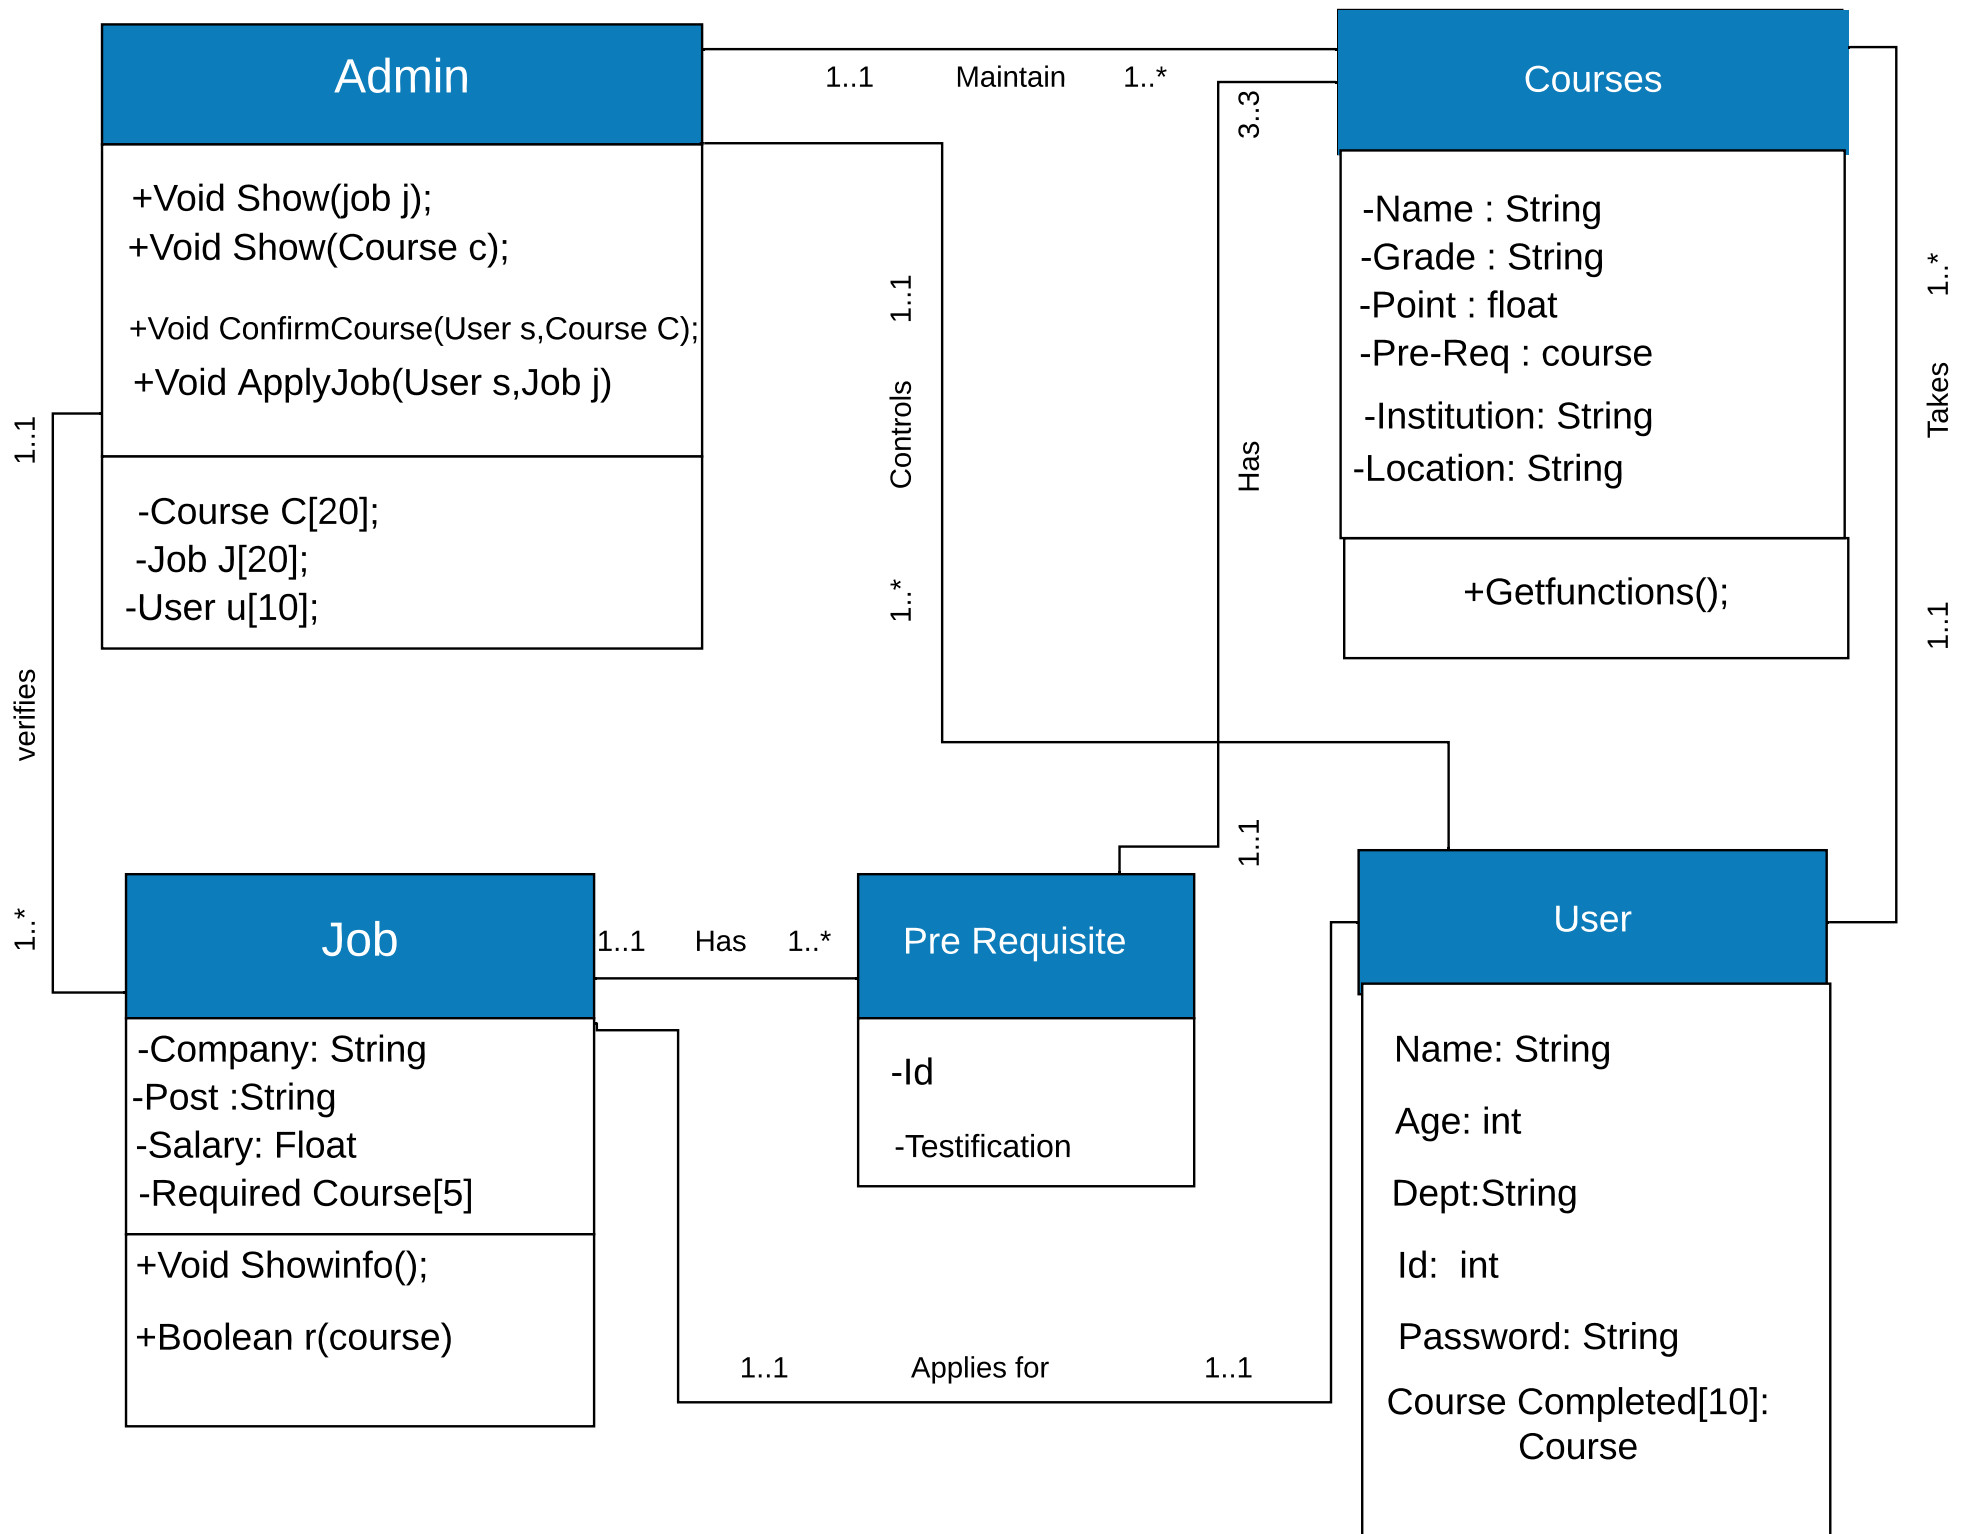 Admin
+Void Show(job j);
+Void Show(Course c);
+Void ConfirmCourse(User s,Course C);
+Void ApplyJob(User s,Job j)
-Course C[20];
-Job J[20];
-User u[10];
1..1 Maintain 1..*
Courses
-Name : String
-Grade : String
-Point : float
-Pre-Req : course
-Institution: String
-Location: String
+Getfunctions();
1..1
verifies
1..*
1..1
Controls
1..*
3..3
Has
1..1
1..*
Takes
1..1
Job
-Company: String
-Post :String
-Salary: Float
-Required Course[5]
+Void Showinfo();
+Boolean r(course)
1..1 Has 1..*
Pre Requisite
-Id
-Testification
User
Name: String
Age: int
Dept:String
Id:  int
Password: String
Course Completed[10]:
Course
1..1 Applies for 1..1